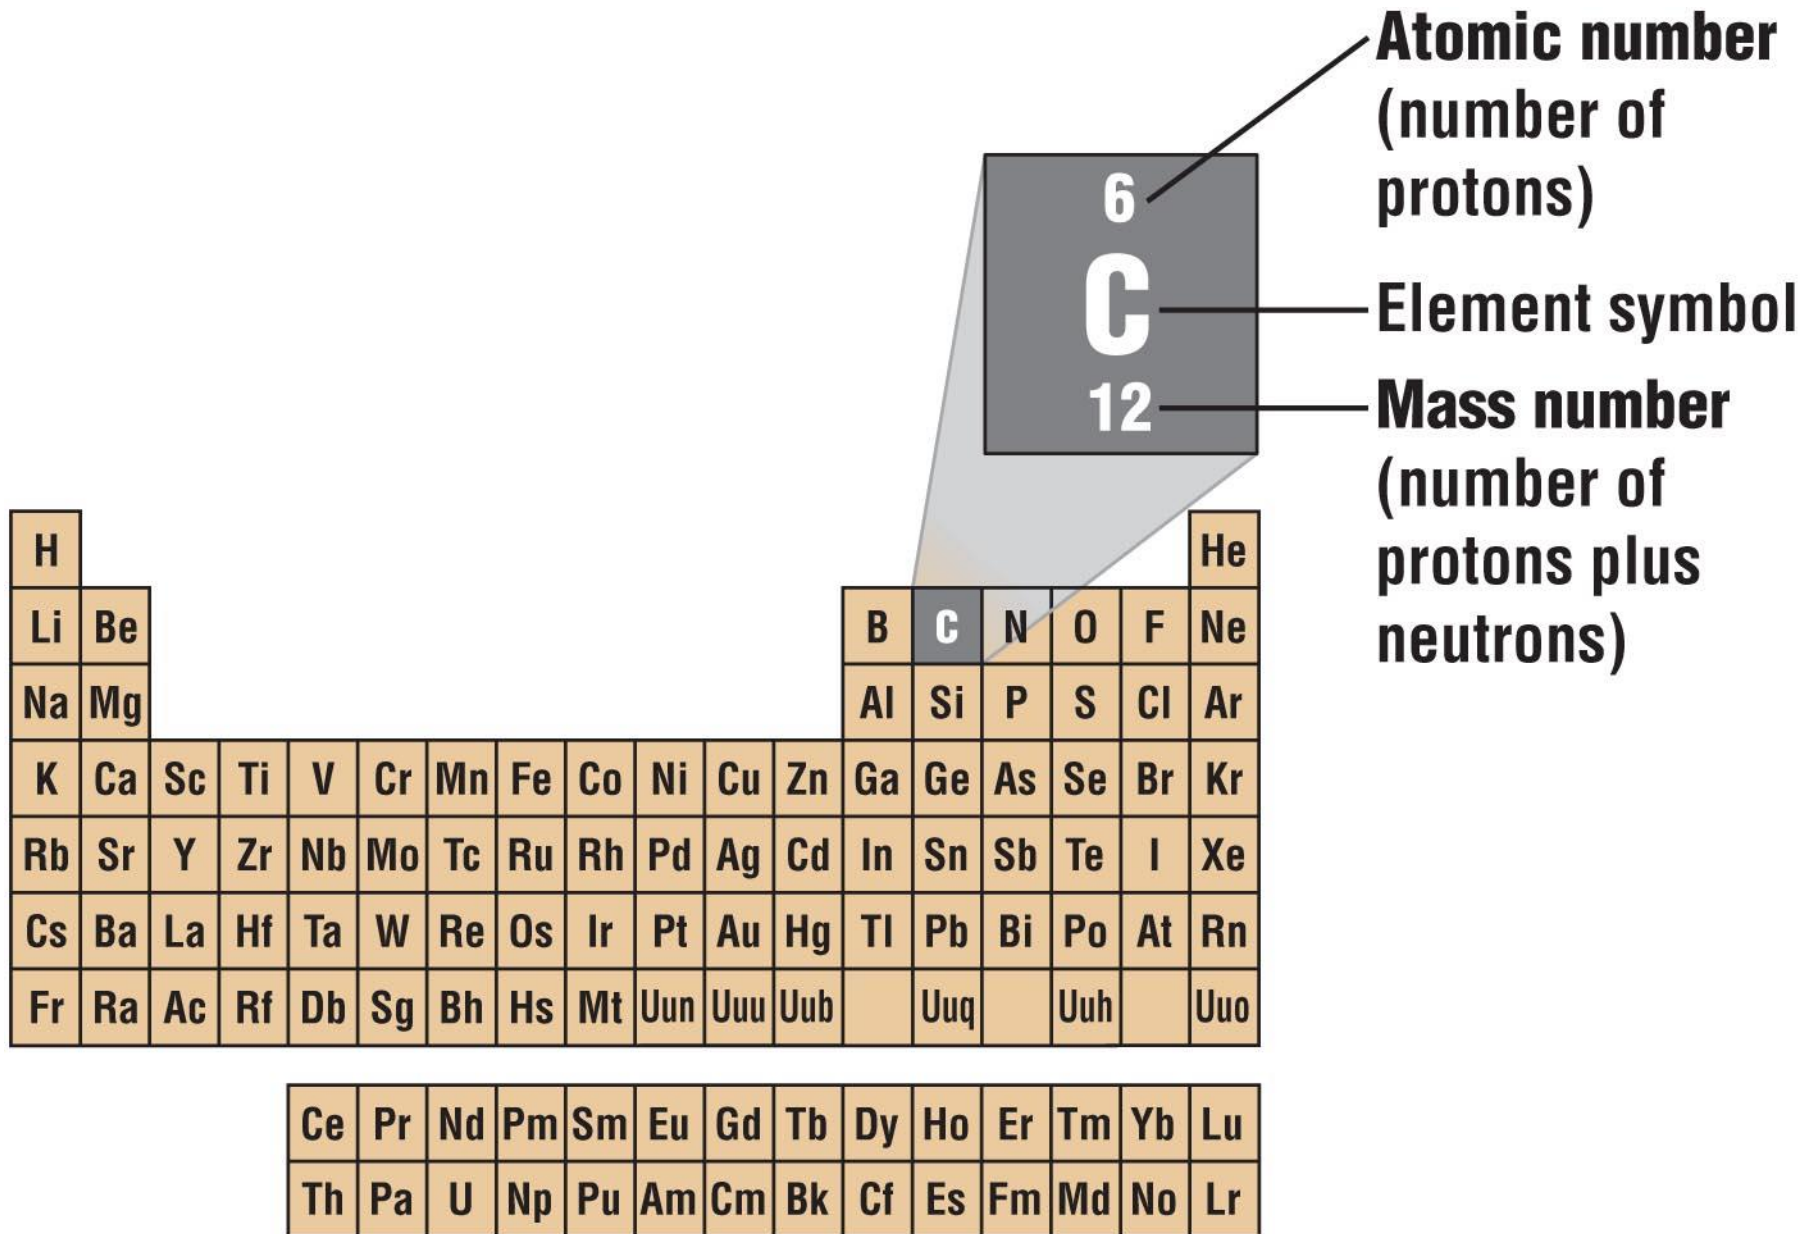 Atomic number
(number of
protons)
6
C
Element symbol
12
Mass number
(number of
protons plus
neutrons)
H He
Li Be B C N O F Ne
Na Mg Al Si P S Cl Ar
K Ca Sc Ti V Cr Mn Fe Co Ni Cu Zn Ga Ge As Se Br Kr
Rb Sr Y Zr Nb Mo Tc Ru Rh Pd Ag Cd In Sn Sb Te I Xe
Cs Ba La Hf Ta W Re Os Ir Pt Au Hg Tl Pb Bi Po At Rn
Fr Ra Ac Rf Db Sg Bh Hs Mt Uun Uuu Uub Uuq Uuh Uuo
Ce Pr Nd Pm Sm Eu Gd Tb Dy Ho Er Tm Yb Lu
Th Pa U Np Pu Am Cm Bk Cf Es Fm Md No Lr